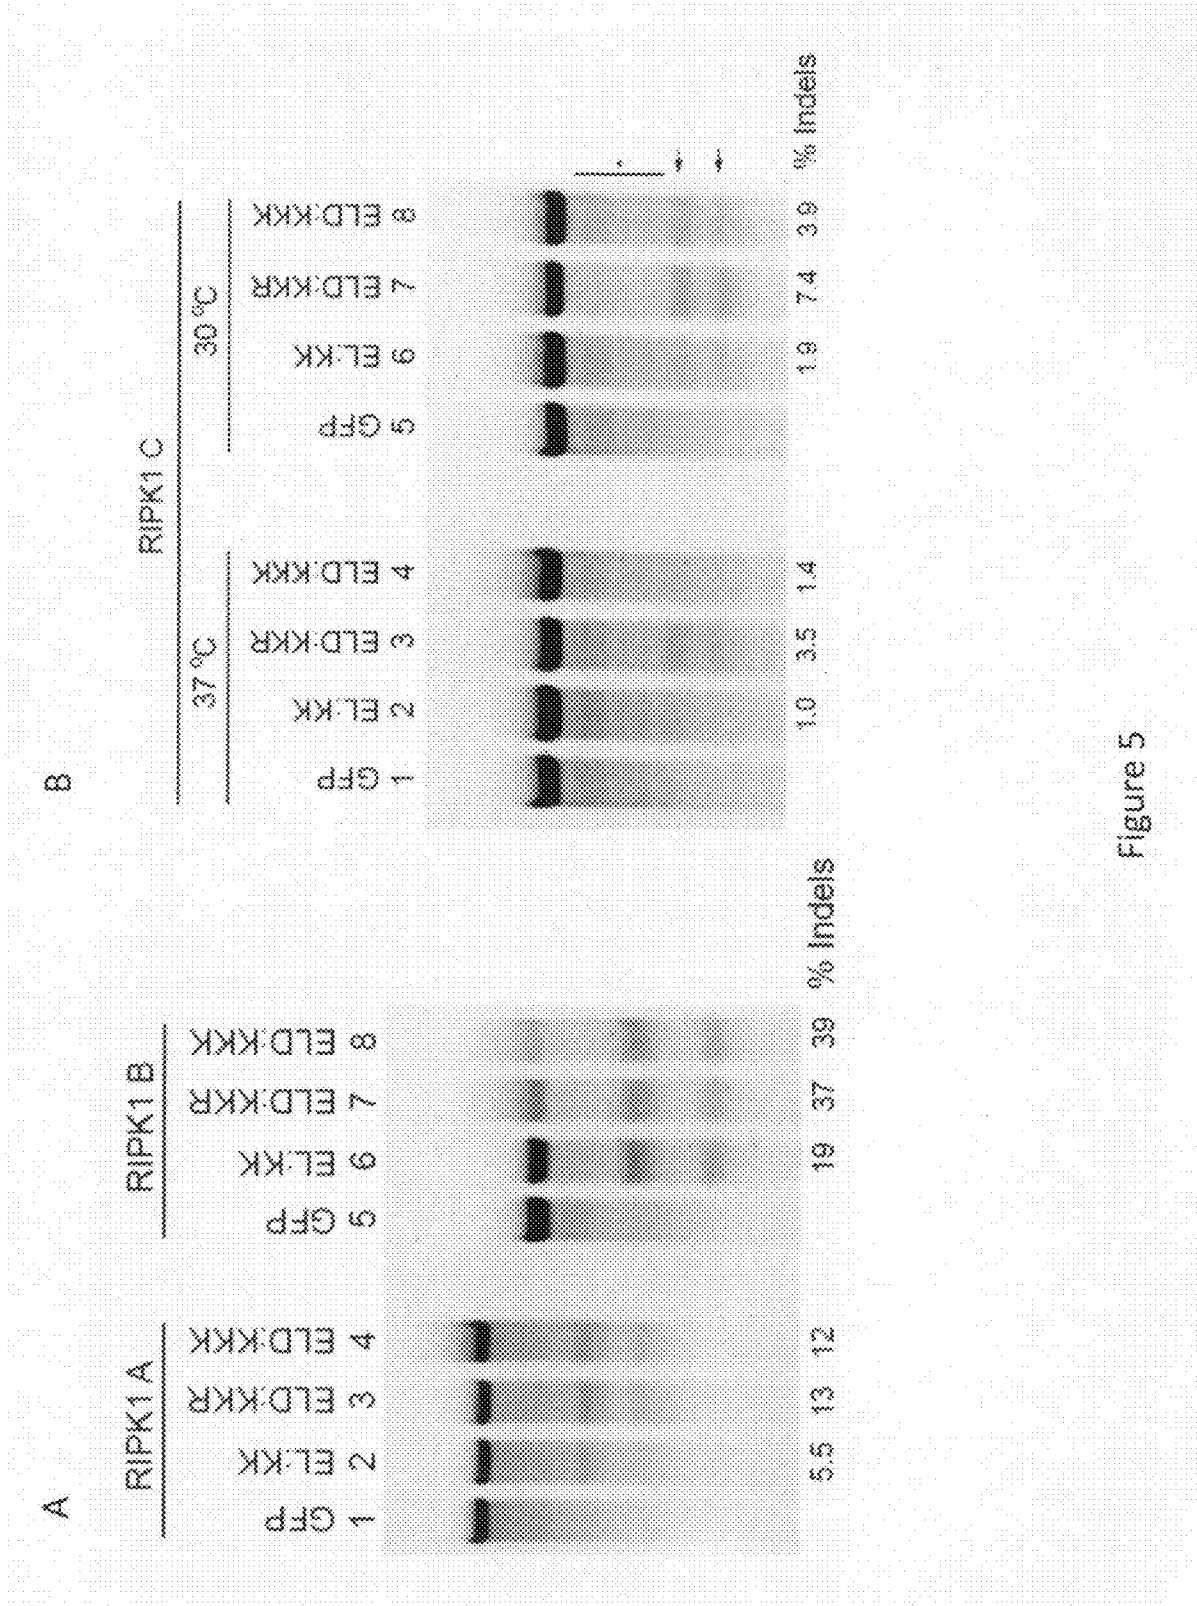 A
RIPK1 A
RIPK1 B
GFP
EL:KK
ELD:KKR
ELD:KKK
GFP
EL:KK
ELD:KKR
ELD:KKK
1 2 3 4 5 6 7 8
5.5 13 12 19 37 39 % Indels
B
RIPK1 C
37 ºC
30 ºC
GFP
EL:KK
ELD:KKR
ELD:KKK
GFP
EL:KK
ELD:KKR
ELD:KKK
1 2 3 4 5 6 7 8
1.0 3.5 1.4 1.9 7.4 3.9 % Indels
Figure 5